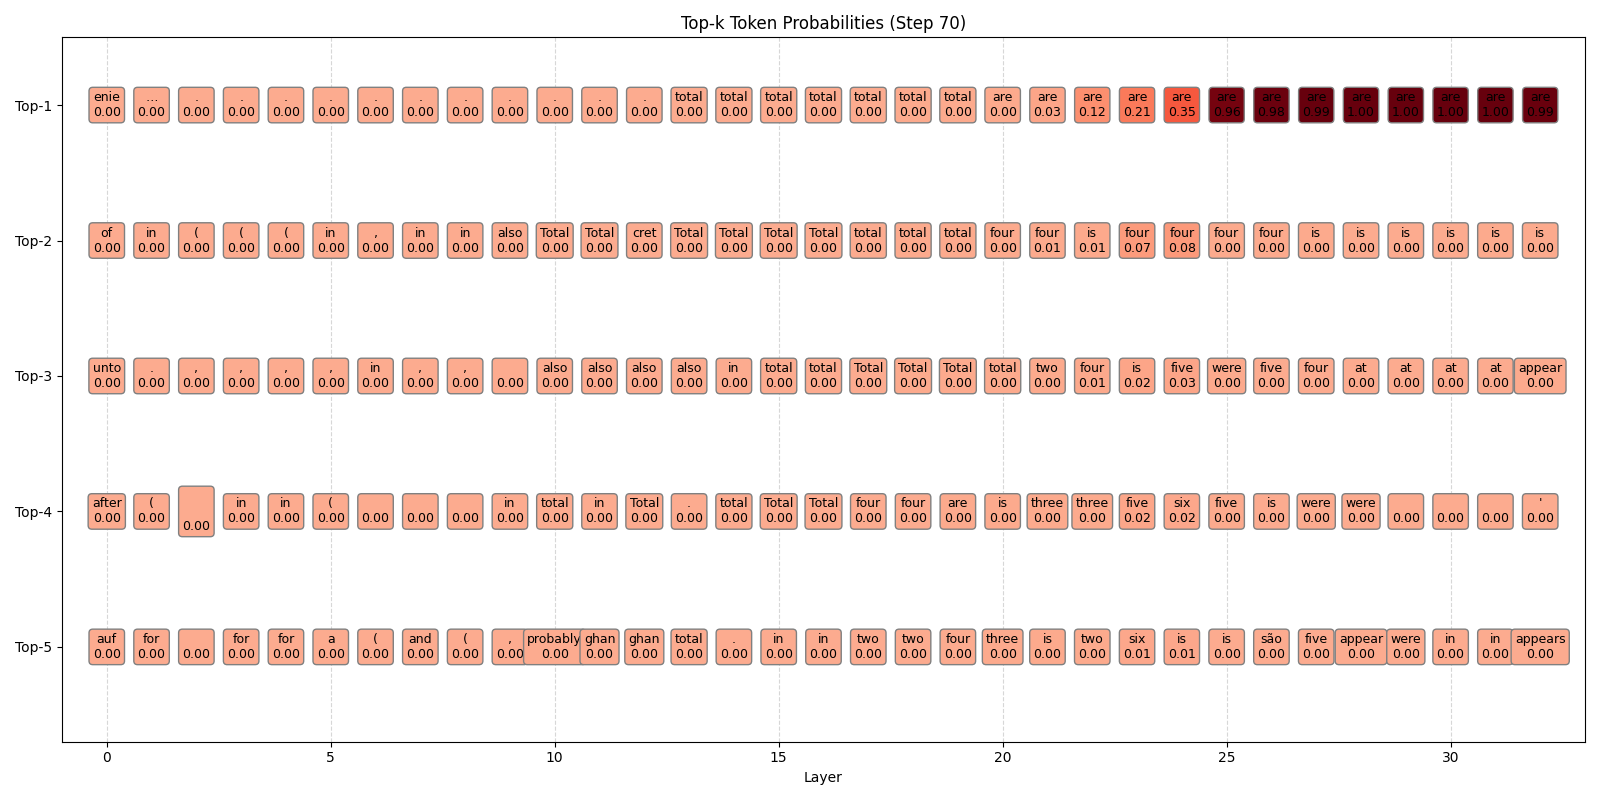 Top-k Token Probabilities (Step 70)
Top-1
enie ... . . . . . . . . . . . total total total total total total total are are are are are are are are are are are are are
0.00 0.00 0.00 0.00 0.00 0.00 0.00 0.00 0.00 0.00 0.00 0.00 0.00 0.00 0.00 0.00 0.00 0.00 0.00 0.00 0.00 0.03 0.12 0.21 0.35 0.96 0.98 0.99 1.00 1.00 1.00 1.00 0.99
Top-2
of in ( ( ( in , in in also Total Total cret Total Total Total Total total total total four four is four four four four is is is is is is
0.00 0.00 0.00 0.00 0.00 0.00 0.00 0.00 0.00 0.00 0.00 0.00 0.00 0.00 0.00 0.00 0.00 0.00 0.00 0.00 0.00 0.01 0.01 0.07 0.08 0.00 0.00 0.00 0.00 0.00 0.00 0.00 0.00
Top-3
unto . , , , , in , , also also also also in total total Total Total Total total two four is five were five four at at at at appear
0.00 0.00 0.00 0.00 0.00 0.00 0.00 0.00 0.00 0.00 0.00 0.00 0.00 0.00 0.00 0.00 0.00 0.00 0.00 0.00 0.00 0.00 0.01 0.02 0.03 0.00 0.00 0.00 0.00 0.00 0.00 0.00 0.00
Top-4
after ( in in ( in total in Total . total Total Total four four are is three three five six five is were were '
0.00 0.00 0.00 0.00 0.00 0.00 0.00 0.00 0.00 0.00 0.00 0.00 0.00 0.00 0.00 0.00 0.00 0.00 0.00 0.00 0.00 0.00 0.00 0.02 0.02 0.00 0.00 0.00 0.00 0.00 0.00 0.00 0.00
Top-5
auf for for for a ( and ( , probably ghan ghan total . in in two two four three is two six is is são five appear were in in appears
0.00 0.00 0.00 0.00 0.00 0.00 0.00 0.00 0.00 0.00 0.00 0.00 0.00 0.00 0.00 0.00 0.00 0.00 0.00 0.00 0.00 0.00 0.00 0.01 0.01 0.00 0.00 0.00 0.00 0.00 0.00 0.00 0.00
0 5 10 15 20 25 30
Layer